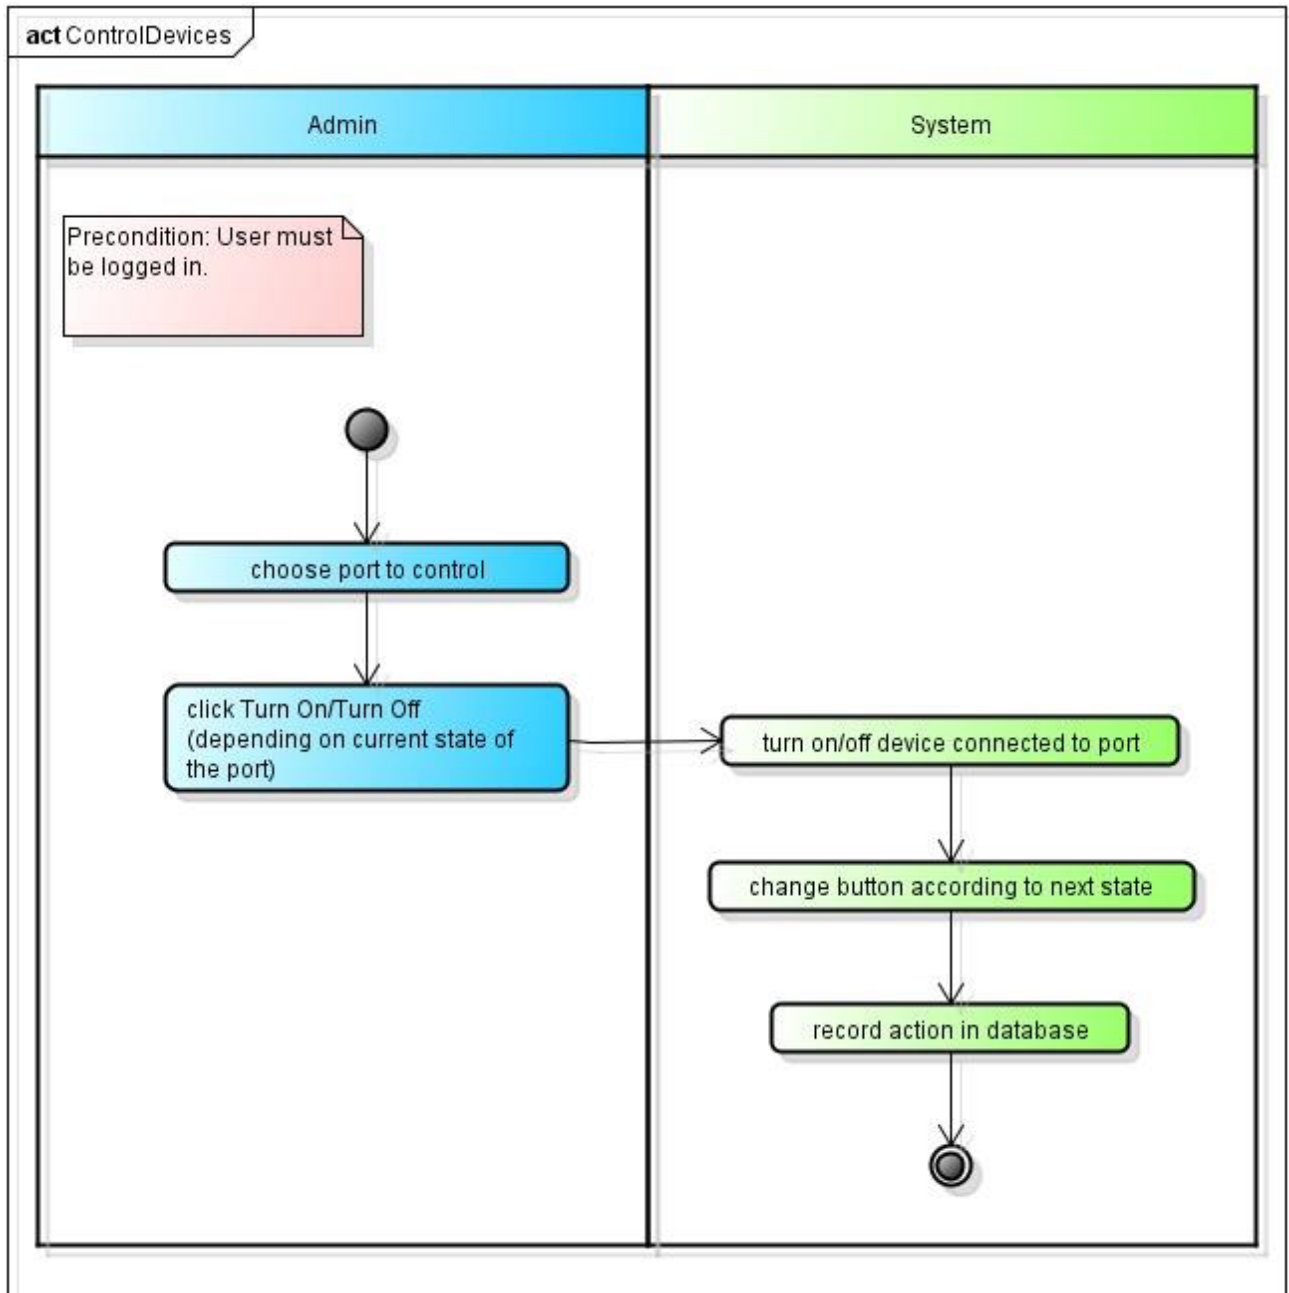 act ControlDevices
Admin
System
Precondition: User must
be logged in.
choose port to control
click Turn On/Turn Off
(depending on current state of
the port)
turn on/off device connected to port
change button according to next state
record action in database